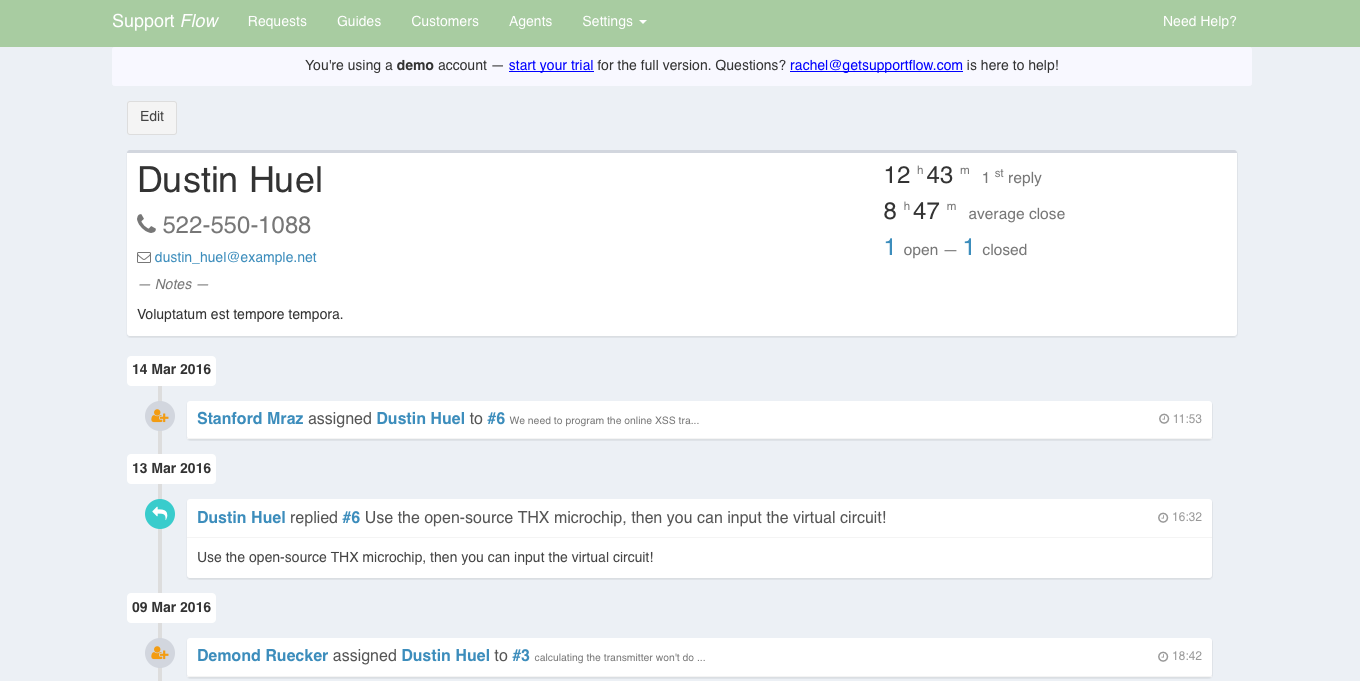 Support Flow Requests Guides Customers Agents Settings Need Help?
You're using a demo account — start your trial for the full version. Questions? rachel@getsupportflow.com is here to help!
Edit
Dustin Huel
522-550-1088
dustin_huel@example.net
— Notes —
Voluptatum est tempore tempora.
12 h 43 m 1 st reply
8 h 47 m average close
1 open — 1 closed
14 Mar 2016
Stanford Mraz assigned Dustin Huel to #6 We need to program the online XSS tra... 11:53
13 Mar 2016
Dustin Huel replied #6 Use the open-source THX microchip, then you can input the virtual circuit! 16:32
Use the open-source THX microchip, then you can input the virtual circuit!
09 Mar 2016
Demond Ruecker assigned Dustin Huel to #3 calculating the transmitter won't do ... 18:42